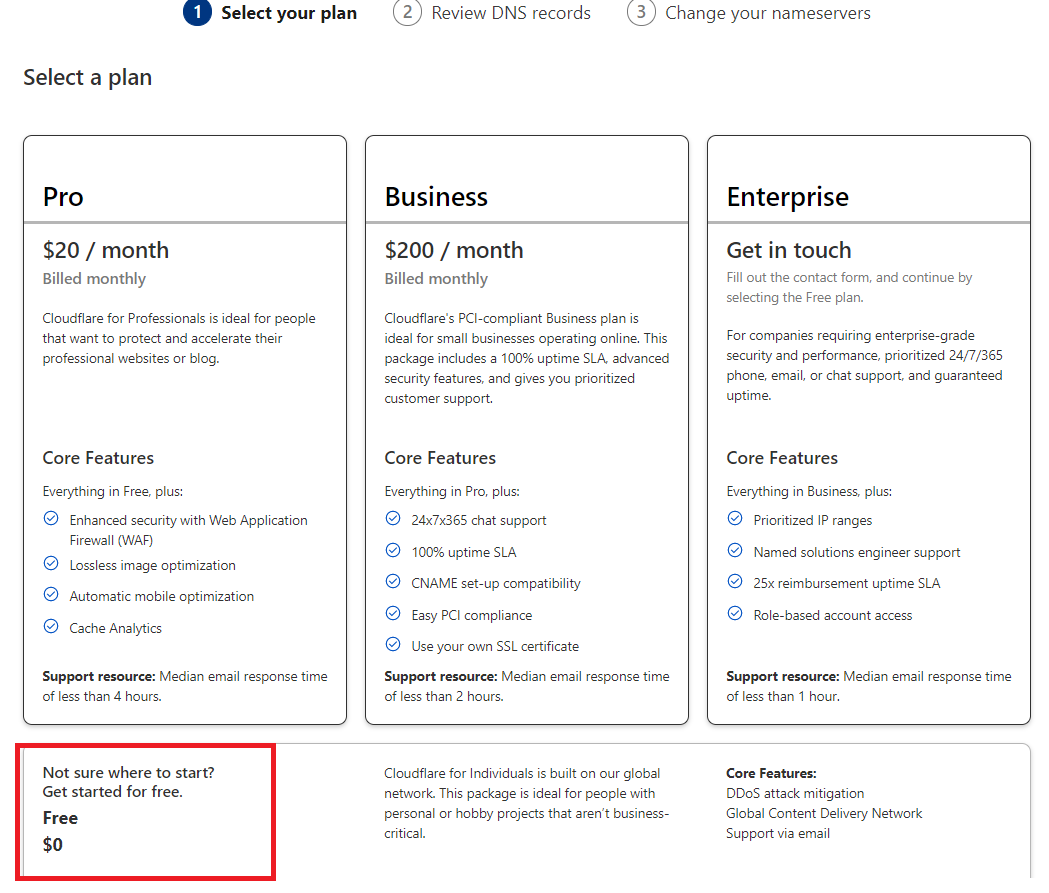 1 Select your plan 2 Review DNS records 3 Change your nameservers
Select a plan
Pro
$20 / month
Billed monthly
Cloudflare for Professionals is ideal for people
that want to protect and accelerate their
professional websites or blog.
Core Features
Everything in Free, plus:
Enhanced security with Web Application
Firewall (WAF)
Lossless image optimization
Automatic mobile optimization
Cache Analytics
Support resource: Median email response time
of less than 4 hours.
Business
$200 / month
Billed monthly
Cloudflare's PCI-compliant Business plan is
ideal for small businesses operating online. This
package includes a 100% uptime SLA, advanced
security features, and gives you prioritized
customer support.
Core Features
Everything in Pro, plus:
24x7x365 chat support
100% uptime SLA
CNAME set-up compatibility
Easy PCI compliance
Use your own SSL certificate
Support resource: Median email response time
of less than 2 hours.
Enterprise
Get in touch
Fill out the contact form, and continue by
selecting the Free plan.
For companies requiring enterprise-grade
security and performance, prioritized 24/7/365
phone, email, or chat support, and guaranteed
uptime.
Core Features
Everything in Business, plus:
Prioritized IP ranges
Named solutions engineer support
25x reimbursement uptime SLA
Role-based account access
Support resource: Median email response time
of less than 1 hour.
Not sure where to start?
Get started for free.
Free
$0
Cloudflare for Individuals is built on our global
network. This package is ideal for people with
personal or hobby projects that aren't business-
critical.
Core Features:
DDoS attack mitigation
Global Content Delivery Network
Support via email